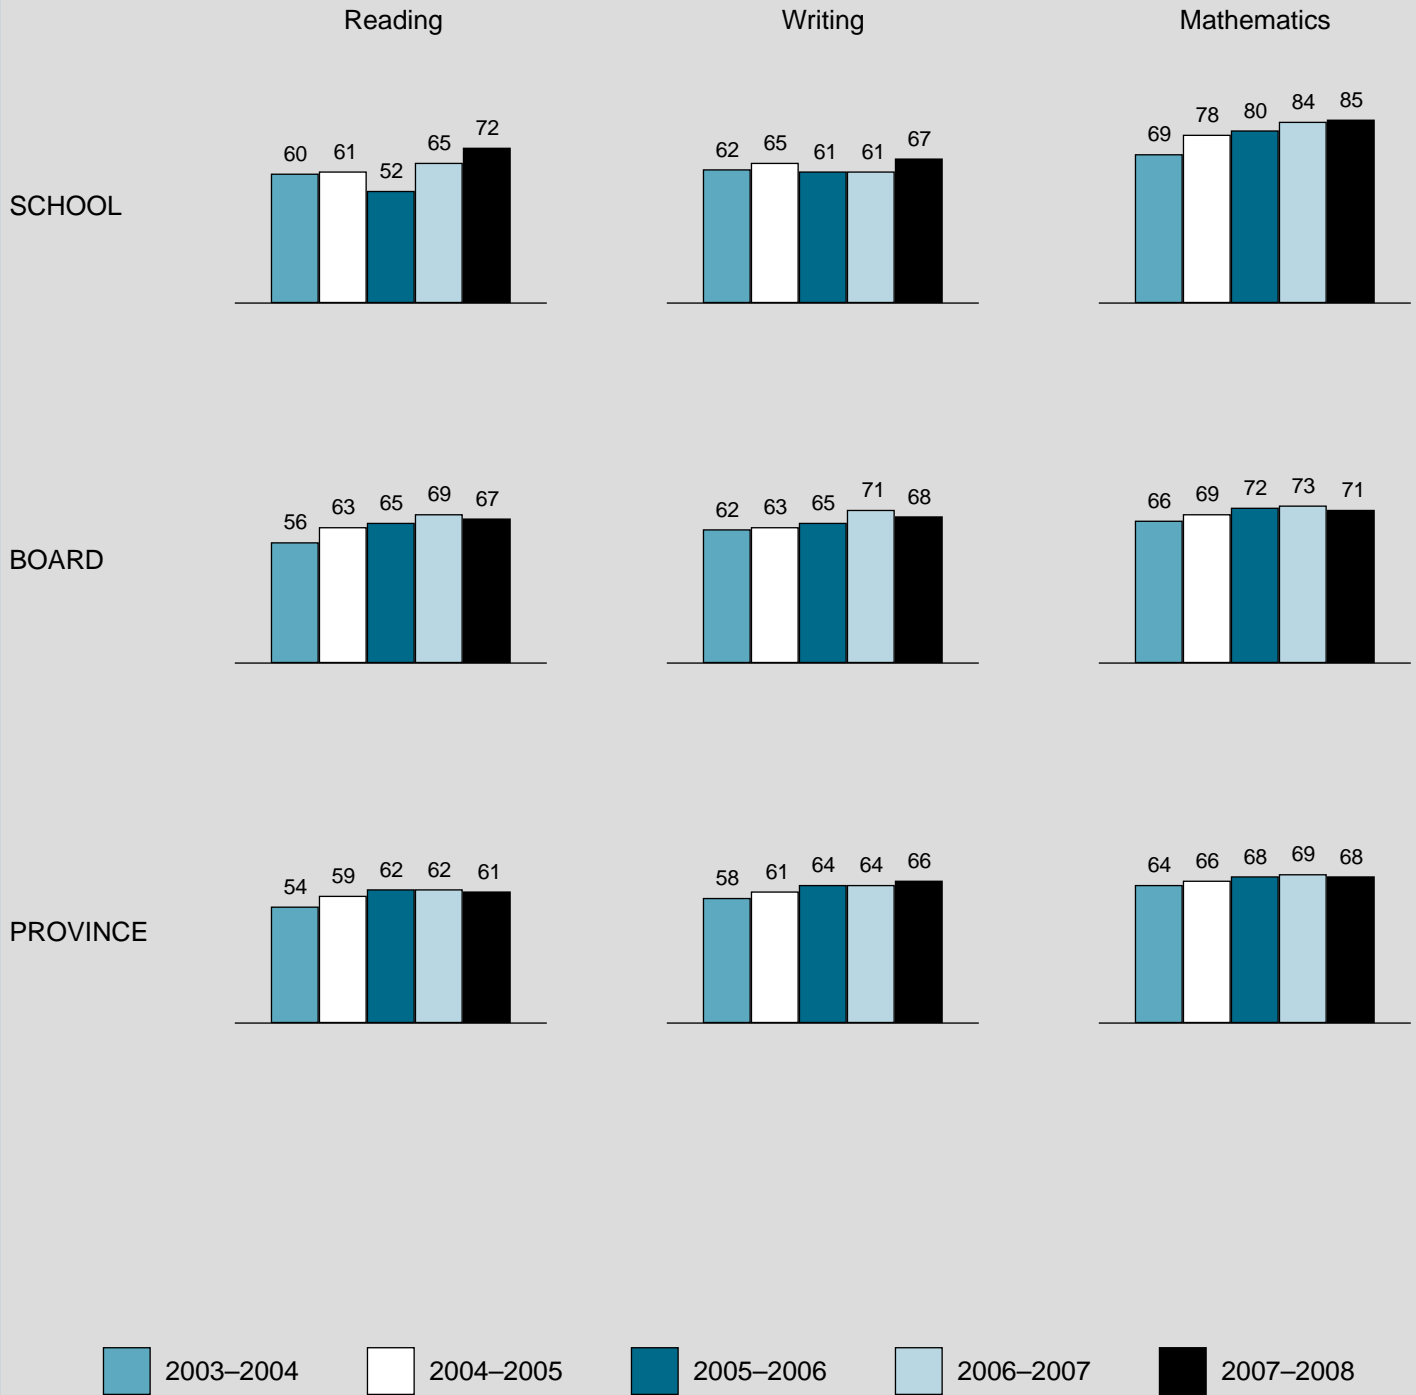 Reading Writing Mathematics
SCHOOL
60 61 52 65 72
62 65 61 61 67
69 78 80 84 85
BOARD
56 63 65 69 67
62 63 65 71 68
66 69 72 73 71
PROVINCE
54 59 62 62 61
58 61 64 64 66
64 66 68 69 68
2003–2004 2004–2005 2005–2006 2006–2007 2007–2008